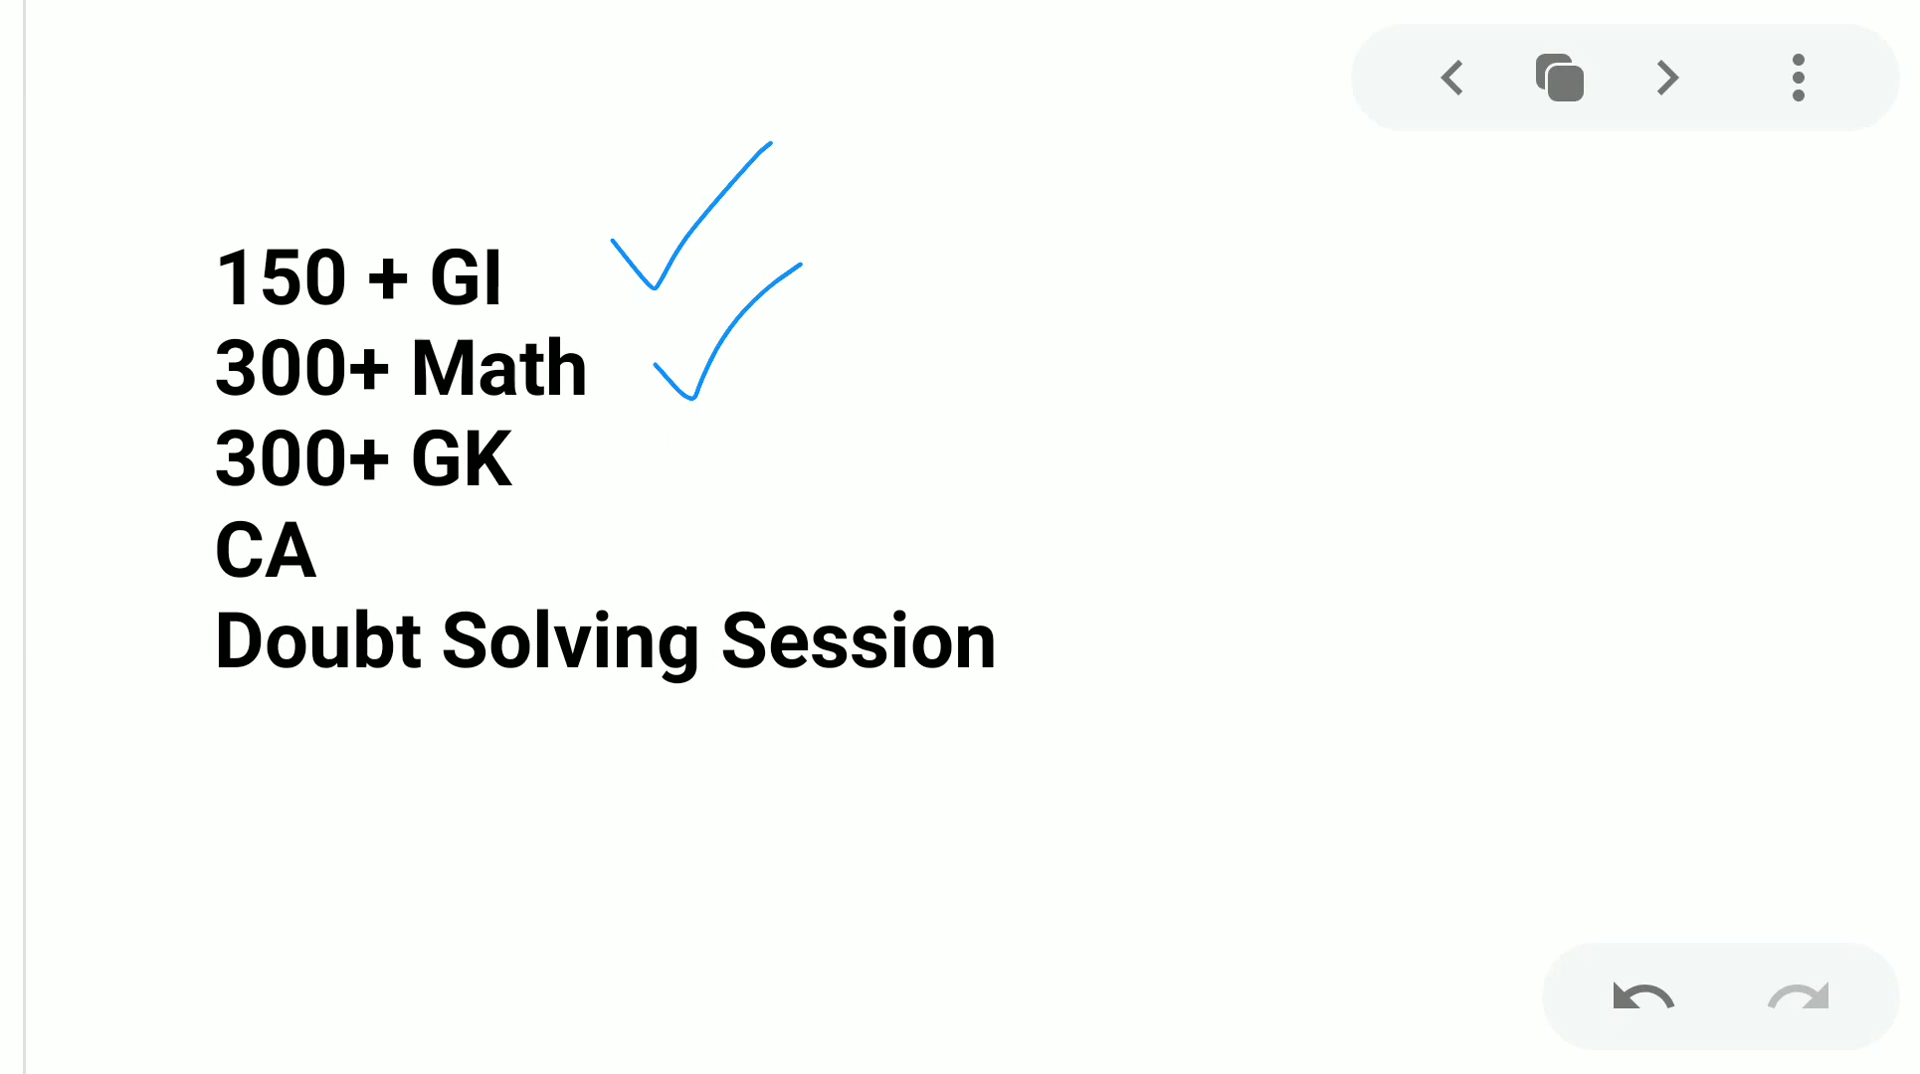 150 + GI
300+ Math
300+ GK
CA
Doubt Solving Session